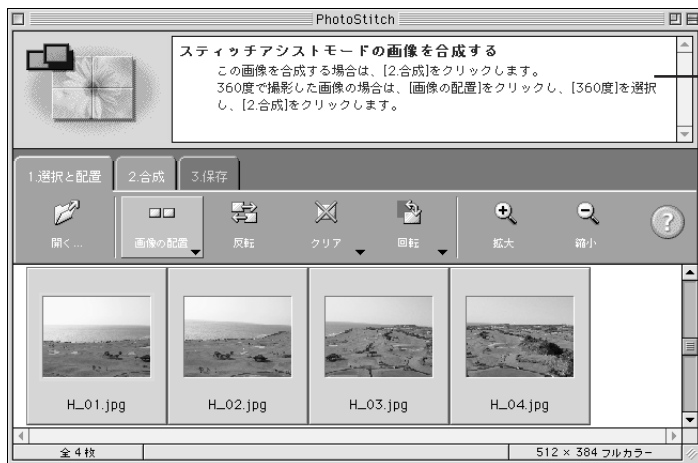 PhotoStitch
スティッチアシストモードの画像を合成する
この画像を合成する場合は、[2.合成]をクリックします。
360度で撮影した画像の場合は、[画像の配置]をクリックし、[360度]を選択
し、[2.合成]をクリックします。
1.選択と配置 2.合成 3.保存
開く... 画像の配置 反転 クリア 回転 拡大 縮小 ?
H_01.jpg H_02.jpg H_03.jpg H_04.jpg
全4枚 512 × 384 フルカラー